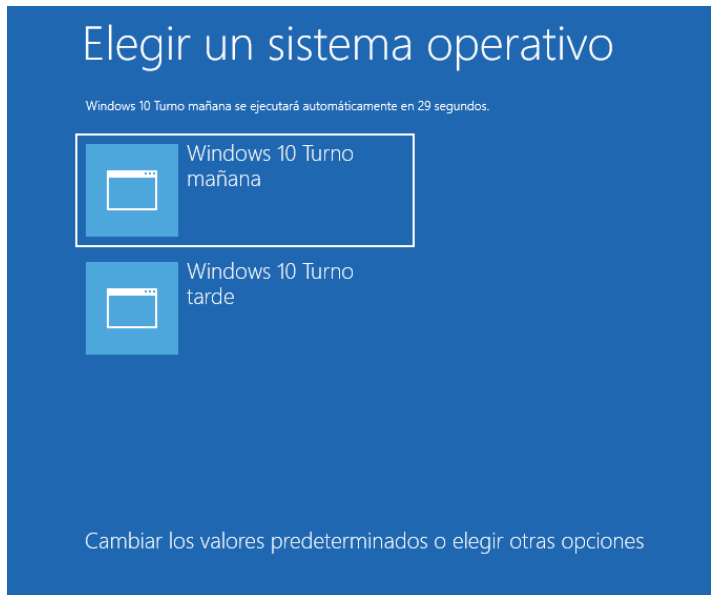 Elegir un sistema operativo
Windows 10 Turno mañana se ejecutará automáticamente en 29 segundos.
Windows 10 Turno
mañana
Windows 10 Turno
tarde
Cambiar los valores predeterminados o elegir otras opciones